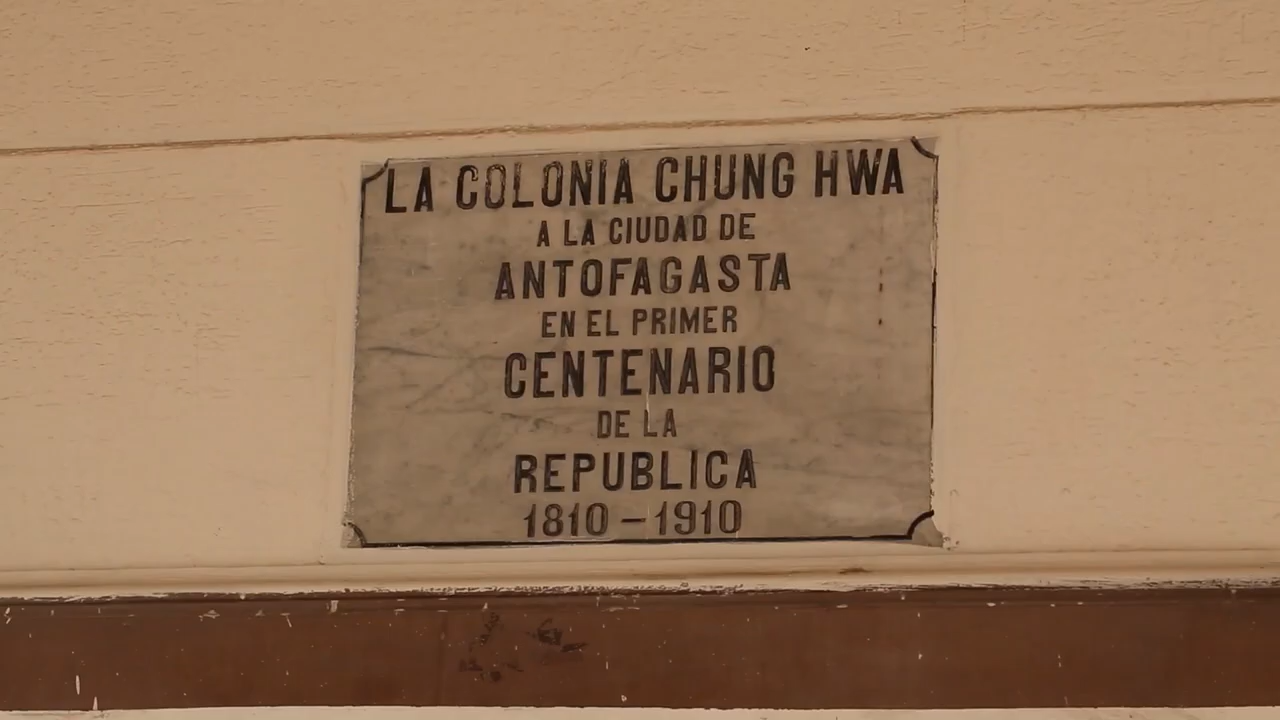 LA COLONIA CHUNG HWA
A LA CIUDAD DE
ANTOFAGASTA
EN EL PRIMER
CENTENARIO
DE LA
REPUBLICA
1810-1910